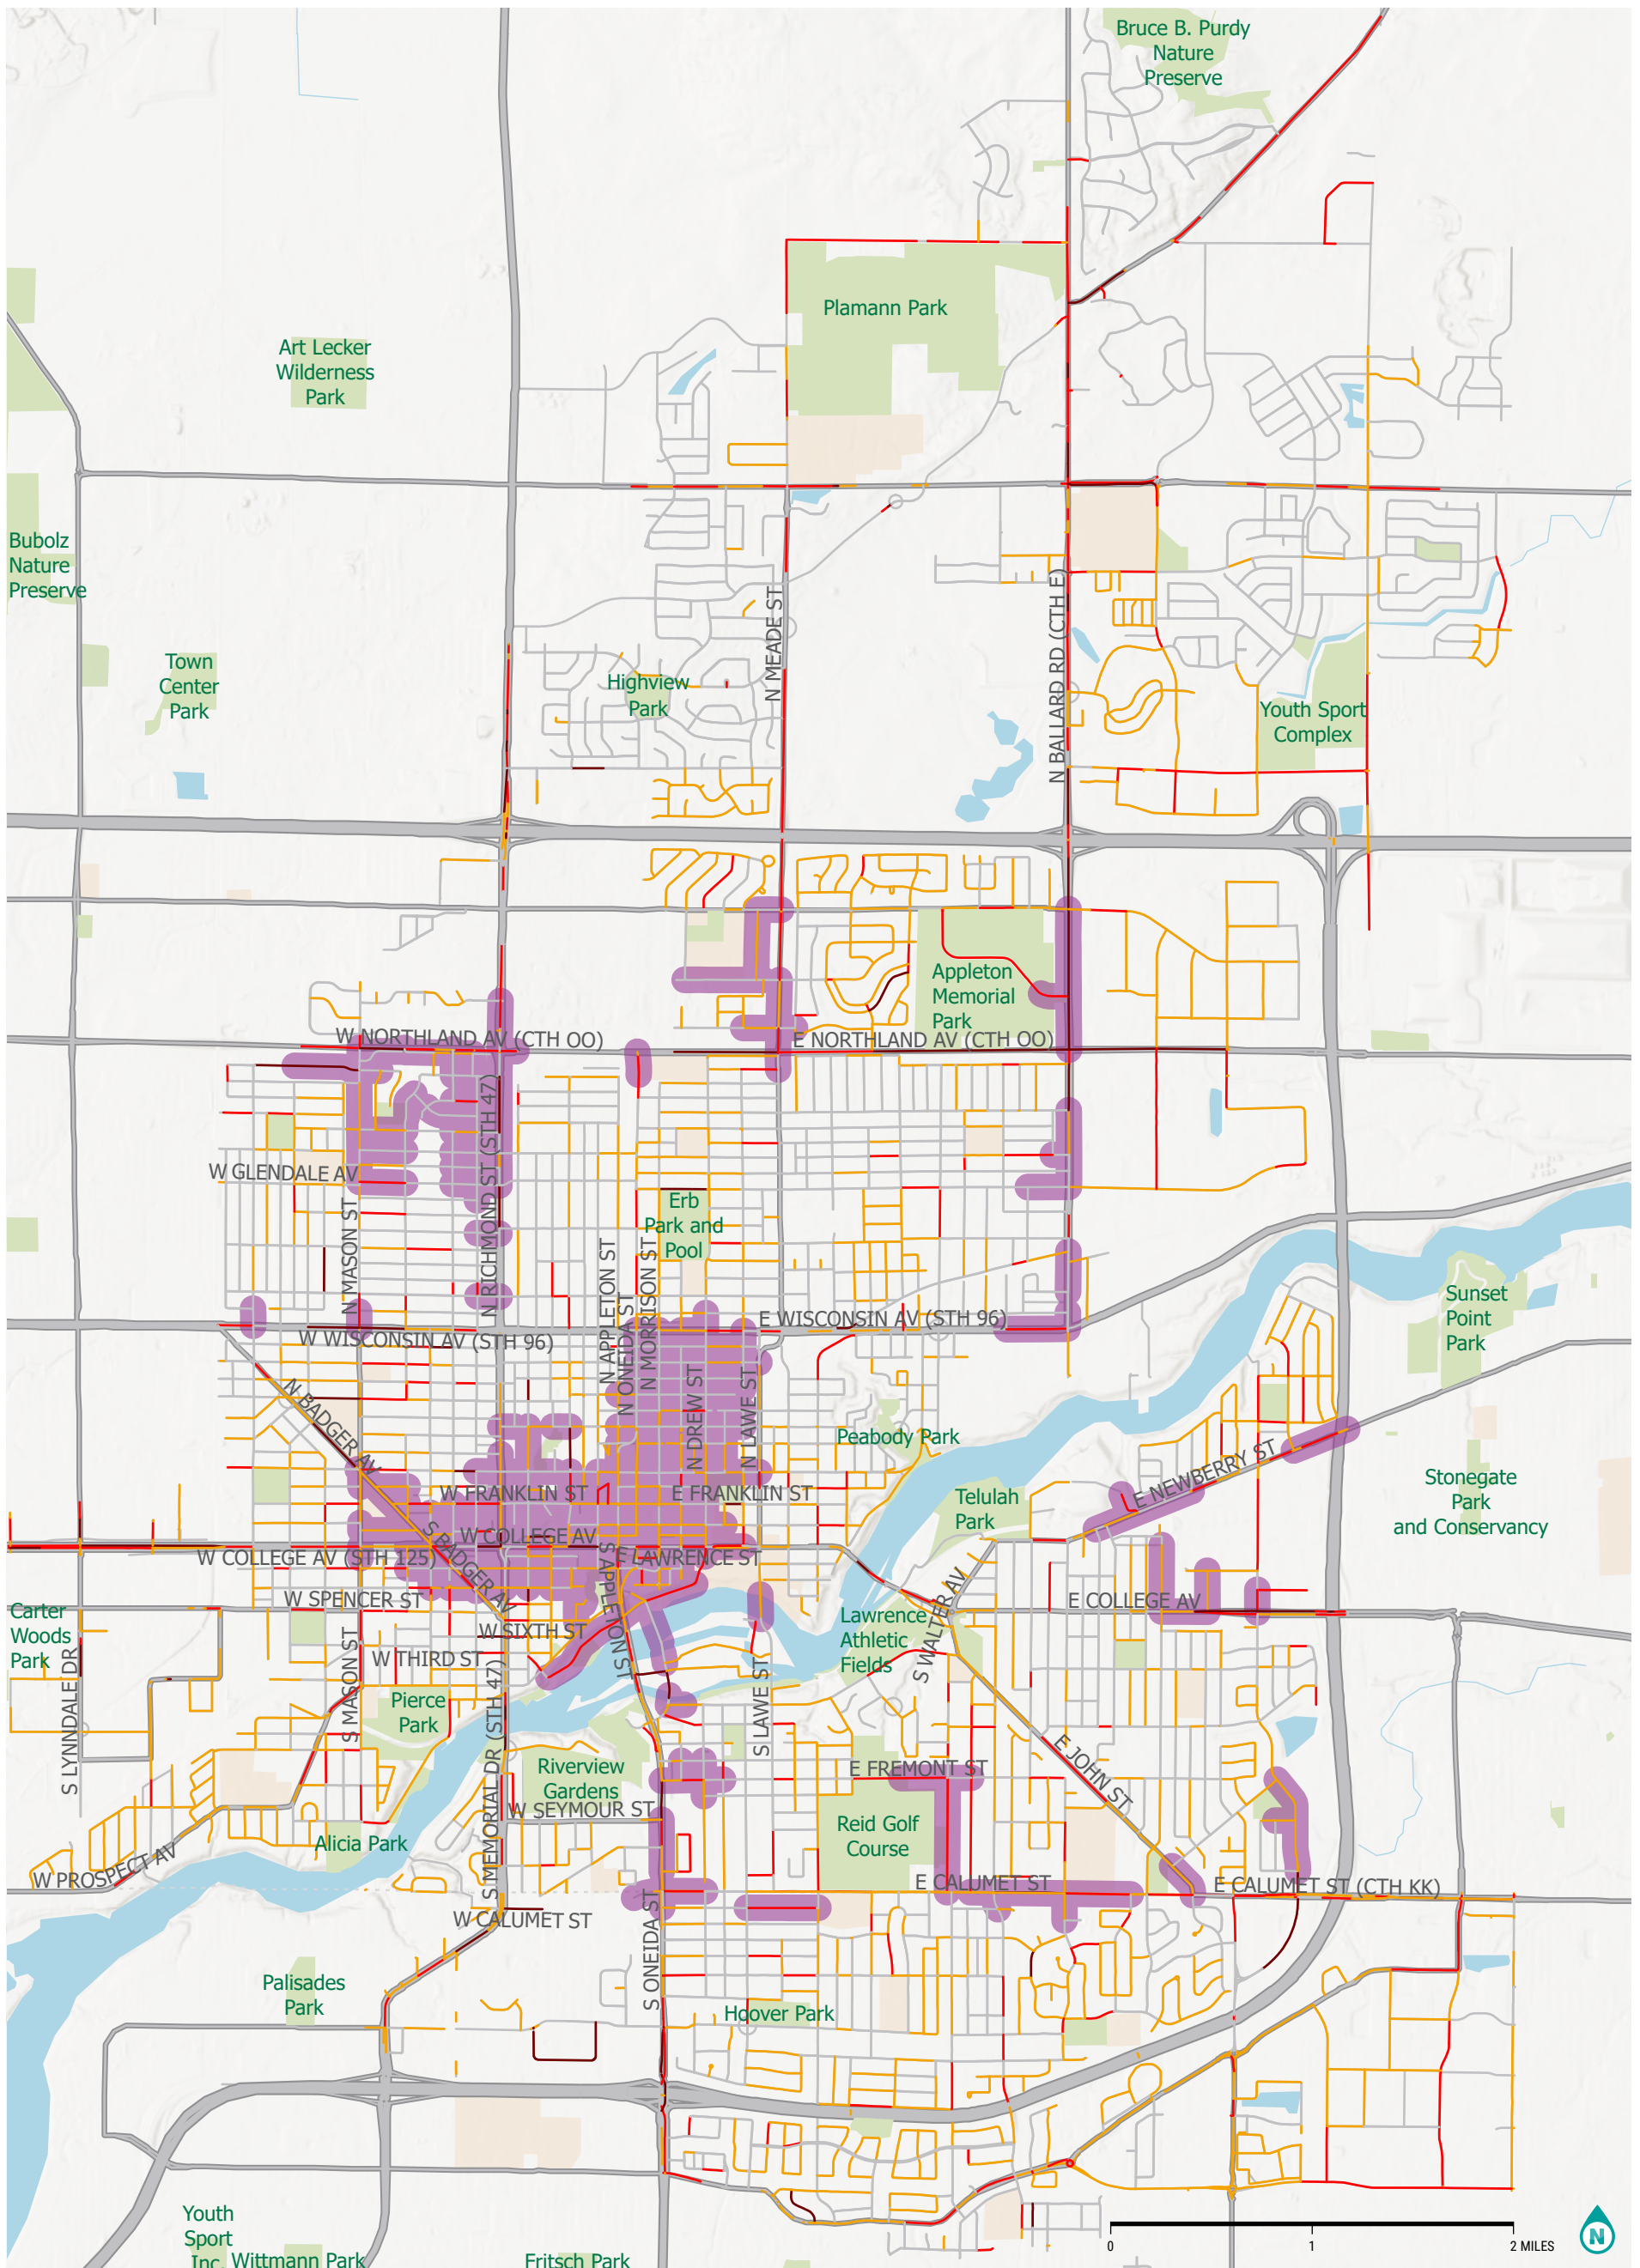 Bruce B. Purdy
Nature
Preserve
Plamann Park
Art Lecker
Wilderness
Park
Bubolz
Nature
Preserve
N MEADE ST
N BALLARD RD (CTH E)
Town
Center
Park
Highview
Park
Youth Sport
Complex
Appleton
Memorial
Park
W NORTHLAND AV (CTH OO)
E NORTHLAND AV (CTH OO)
N RICHMOND ST (STH 47)
W GLENDALE AV
N MASON ST
Erb
Park and
Pool
N APPLETON ST
N ONEIDA ST
N MORRISON ST
Sunset
Point
Park
E WISCONSIN AV (STH 96)
W WISCONSIN AV (STH 96)
N BADGER AV
N DREW ST
N LAWE ST
Peabody Park
E NEWBERRY ST
Stonegate
Park
and Conservancy
W FRANKLIN ST
E FRANKLIN ST
Telulah
Park
W COLLEGE AV
W COLLEGE AV (STH 125)
S BADGER AV
E LAWRENCE ST
S APPLETON ST
W SPENCER ST
E COLLEGE AV
Carter
Woods
Park
Lawrence
Athletic
Fields
S WALTER AV
W SIXTH ST
W THIRD ST
S LYNNDALE DR
S MASON ST
Pierce
Park
S MEMORIAL DR (STH 47)
S LAWE ST
Riverview
Gardens
E FREMONT ST
E JOHN ST
W SEYMOUR ST
Reid Golf
Course
Alicia Park
W PROSPECT AV
E CALUMET ST
E CALUMET ST (CTH KK)
W CALUMET ST
S ONEIDA ST
Palisades
Park
Hoover Park
Youth
Sport
Inc.
Wittmann Park
Fritsch Park
N
0 1 2 MILES